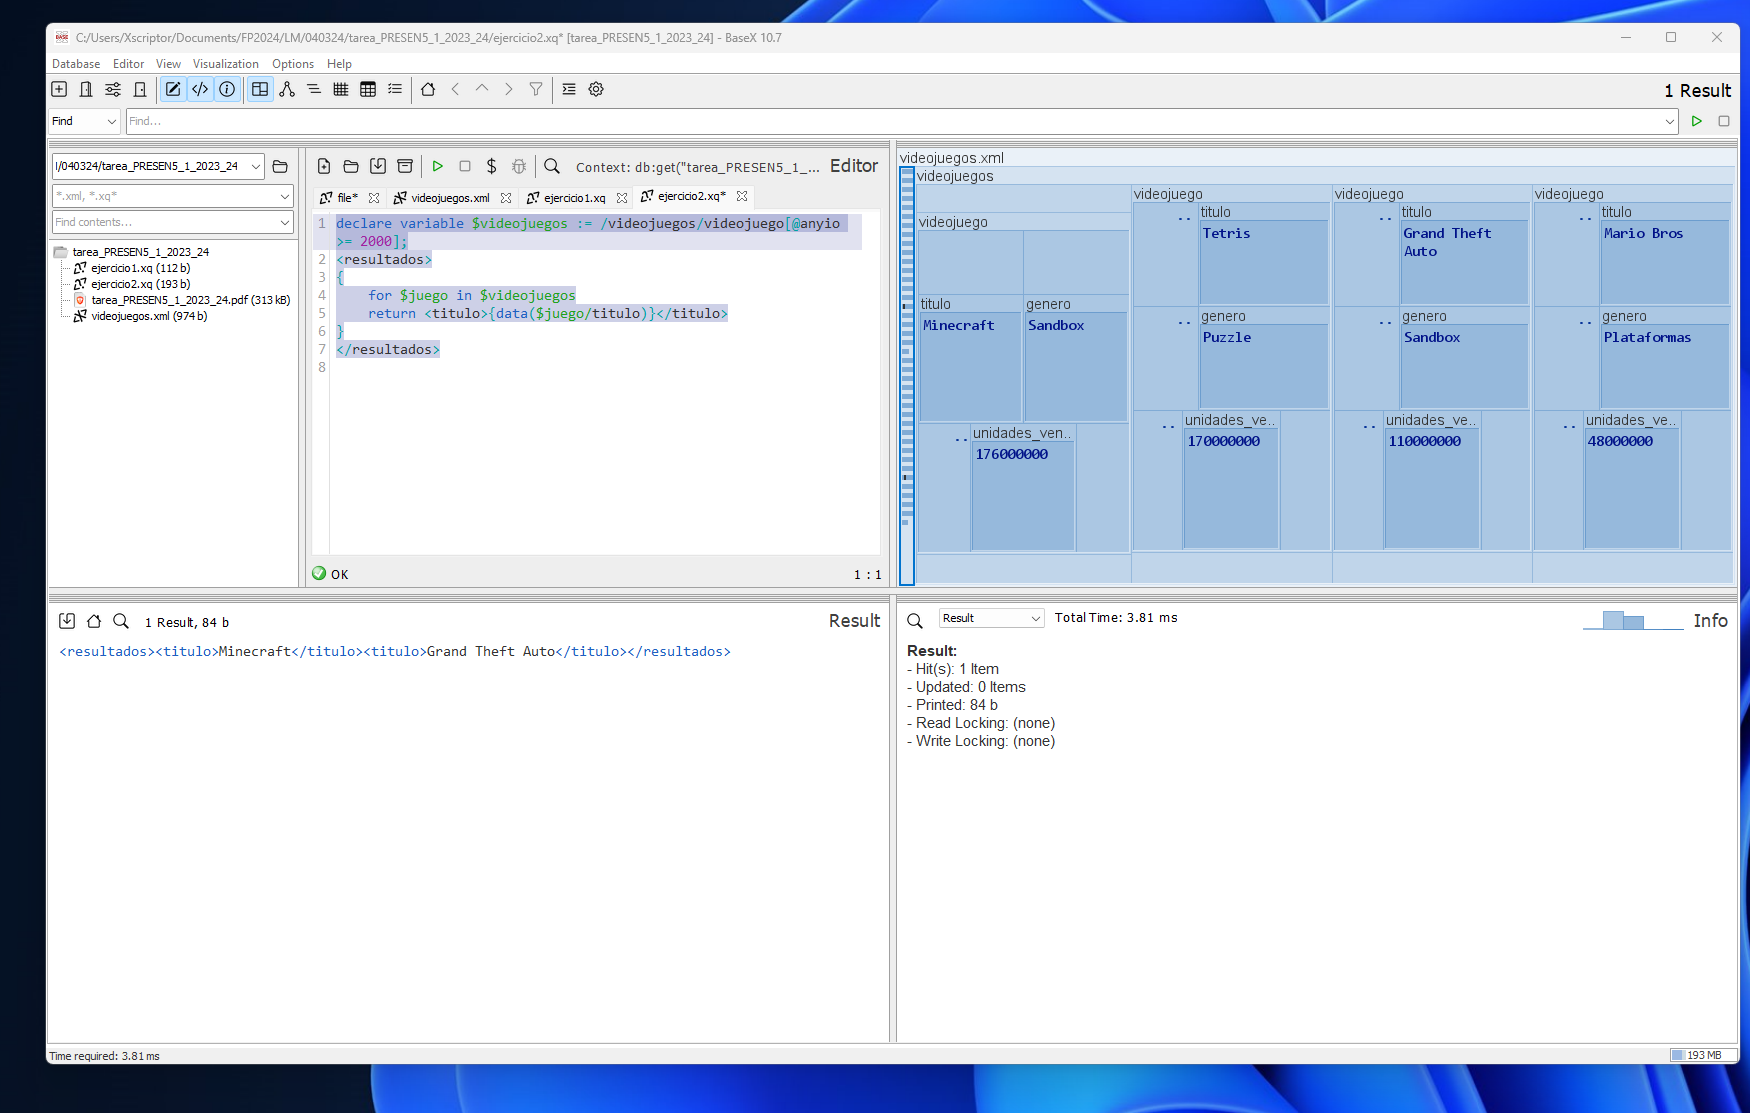 C:/Users/Xscriptor/Documents/FP2024/LM/040324/tarea_PRESEN5_1_2023_24/ejercicio2.xq* [tarea_PRESEN5_1_2023_24] - BaseX 10.7
Database Editor View Visualization Options Help
1 Result
Find Find...
l/040324/tarea_PRESEN5_1_2023_24
*.xml, *.xq*
Find contents...
tarea_PRESEN5_1_2023_24
ejercicio1.xq (112 b)
ejercicio2.xq (193 b)
tarea_PRESEN5_1_2023_24.pdf (313 kB)
videojuegos.xml (974 b)
Context: db:get("tarea_PRESEN5_1_... Editor
file* videojuegos.xml ejercicio1.xq ejercicio2.xq*
1 declare variable $videojuegos := /videojuegos/videojuego[@anyio
>= 2000];
2 <resultados>
3 {
4 for $juego in $videojuegos
5 return <titulo>{data($juego/titulo)}</titulo>
6 }
7 </resultados>
8
OK 1 : 1
videojuegos.xml
videojuegos
videojuego
titulo
Minecraft
genero
Sandbox
.. unidades_ven..
176000000
videojuego
.. titulo
Tetris
.. genero
Puzzle
.. unidades_ve..
170000000
videojuego
.. titulo
Grand Theft
Auto
.. genero
Sandbox
.. unidades_ve..
110000000
videojuego
.. titulo
Mario Bros
.. genero
Plataformas
.. unidades_ve..
48000000
1 Result, 84 b Result
<resultados><titulo>Minecraft</titulo><titulo>Grand Theft Auto</titulo></resultados>
Result Total Time: 3.81 ms Info
Result:
- Hit(s): 1 Item
- Updated: 0 Items
- Printed: 84 b
- Read Locking: (none)
- Write Locking: (none)
Time required: 3.81 ms
193 MB